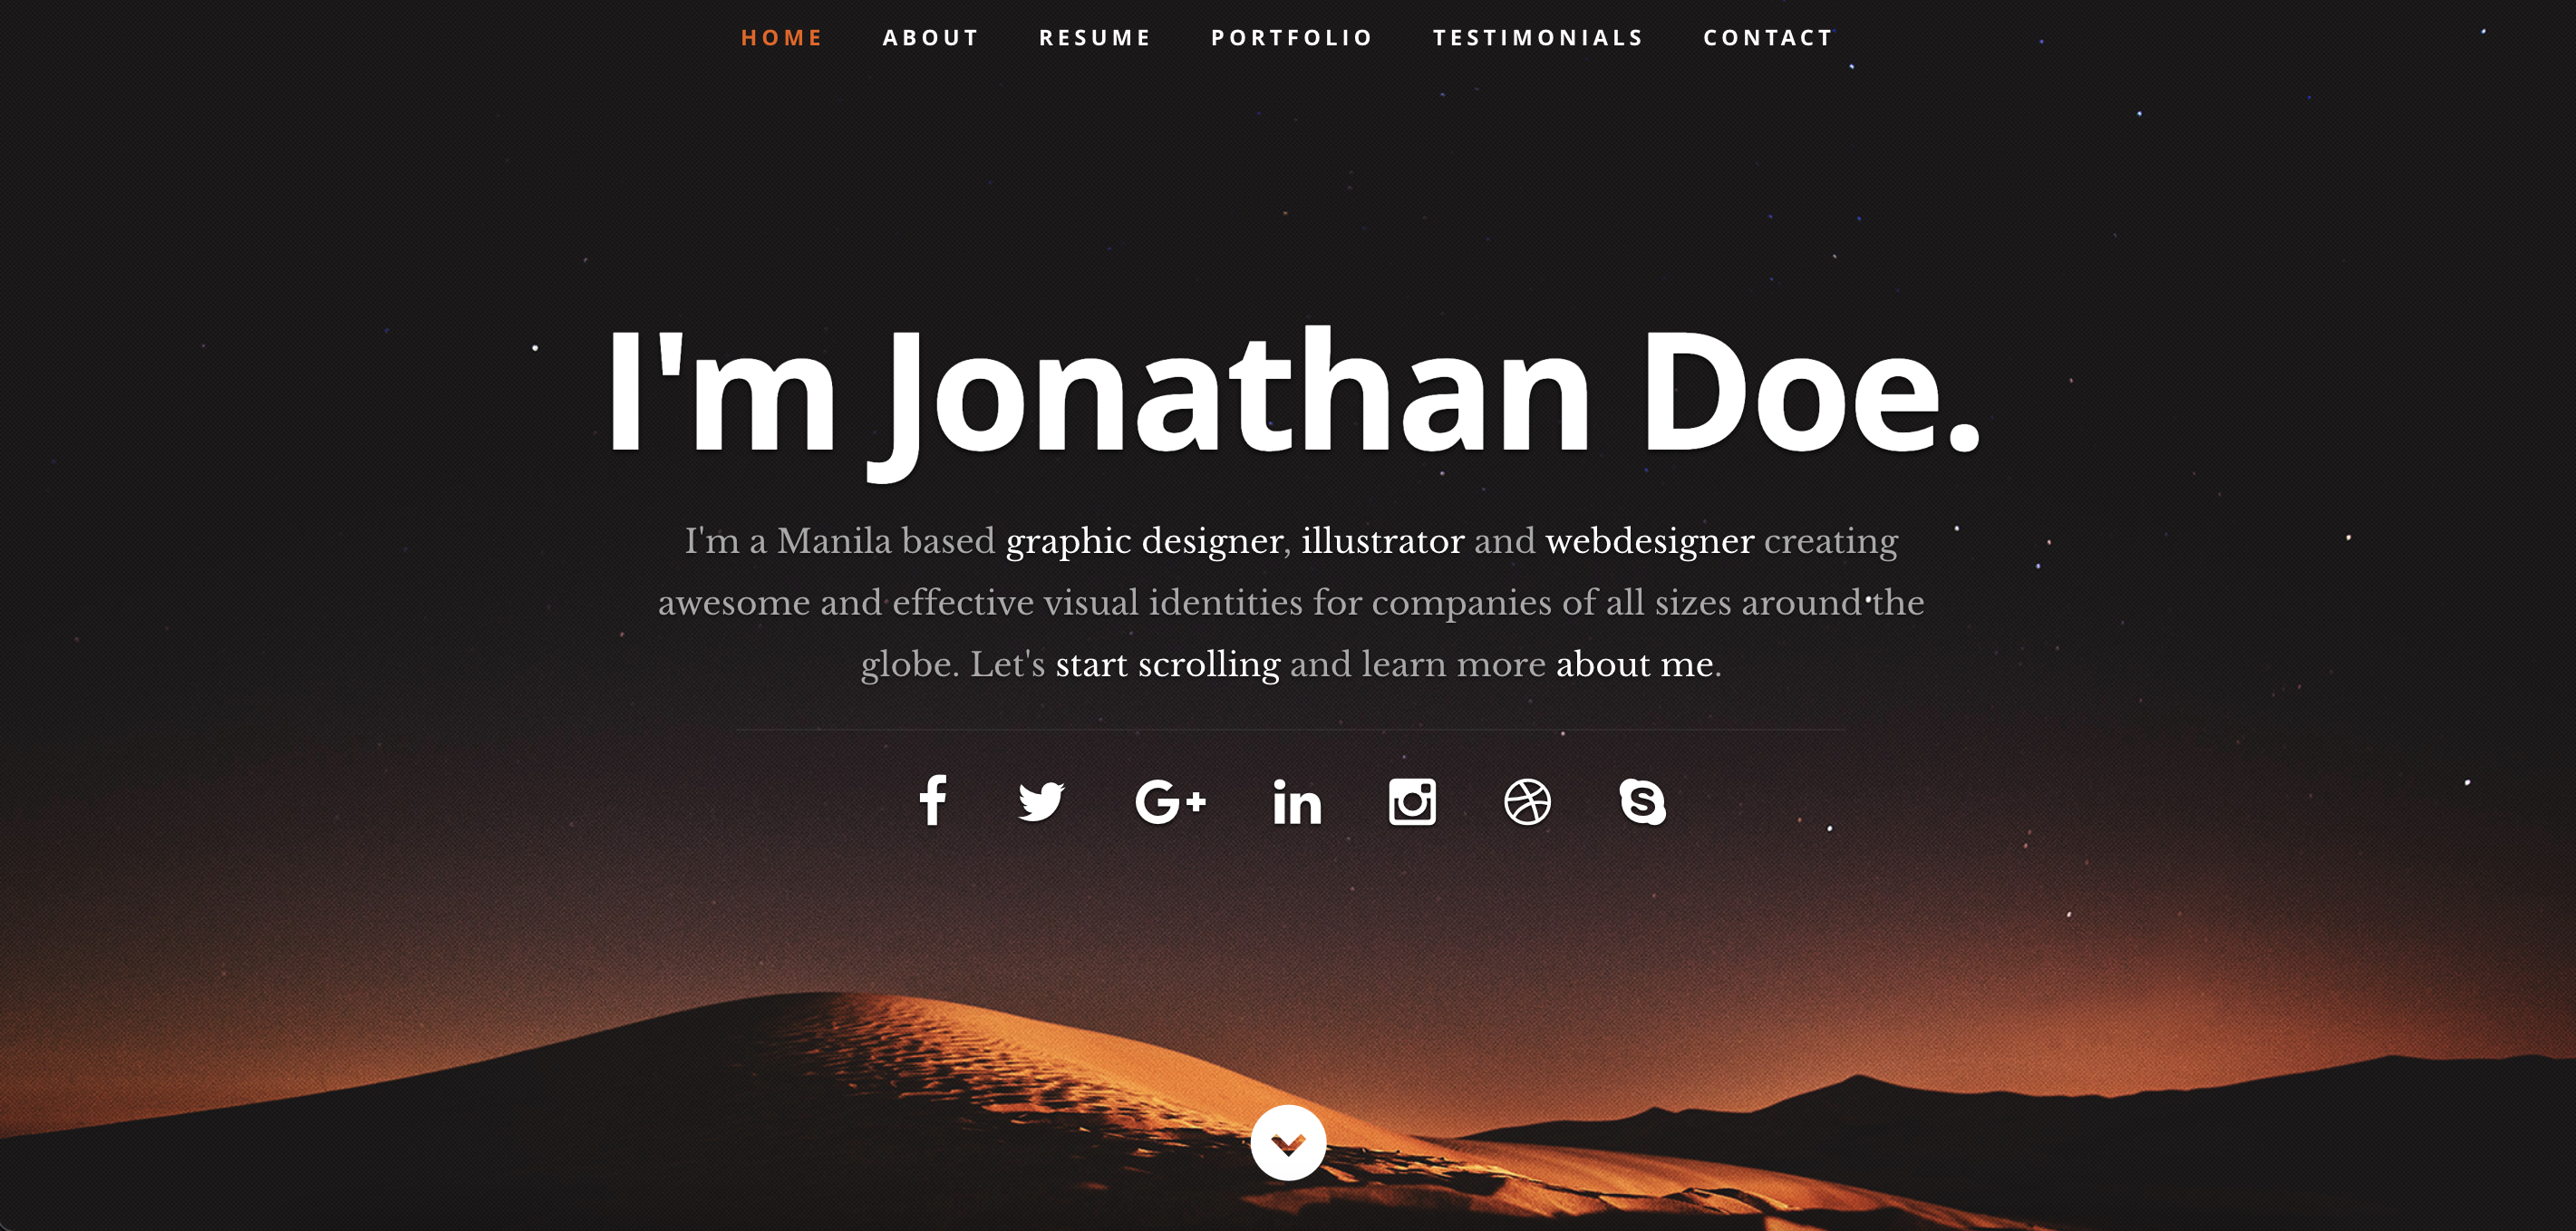 HOME ABOUT RESUME PORTFOLIO TESTIMONIALS CONTACT
I'm Jonathan Doe.
I'm a Manila based graphic designer, illustrator and webdesigner creating
awesome and effective visual identities for companies of all sizes around the
globe. Let's start scrolling and learn more about me.